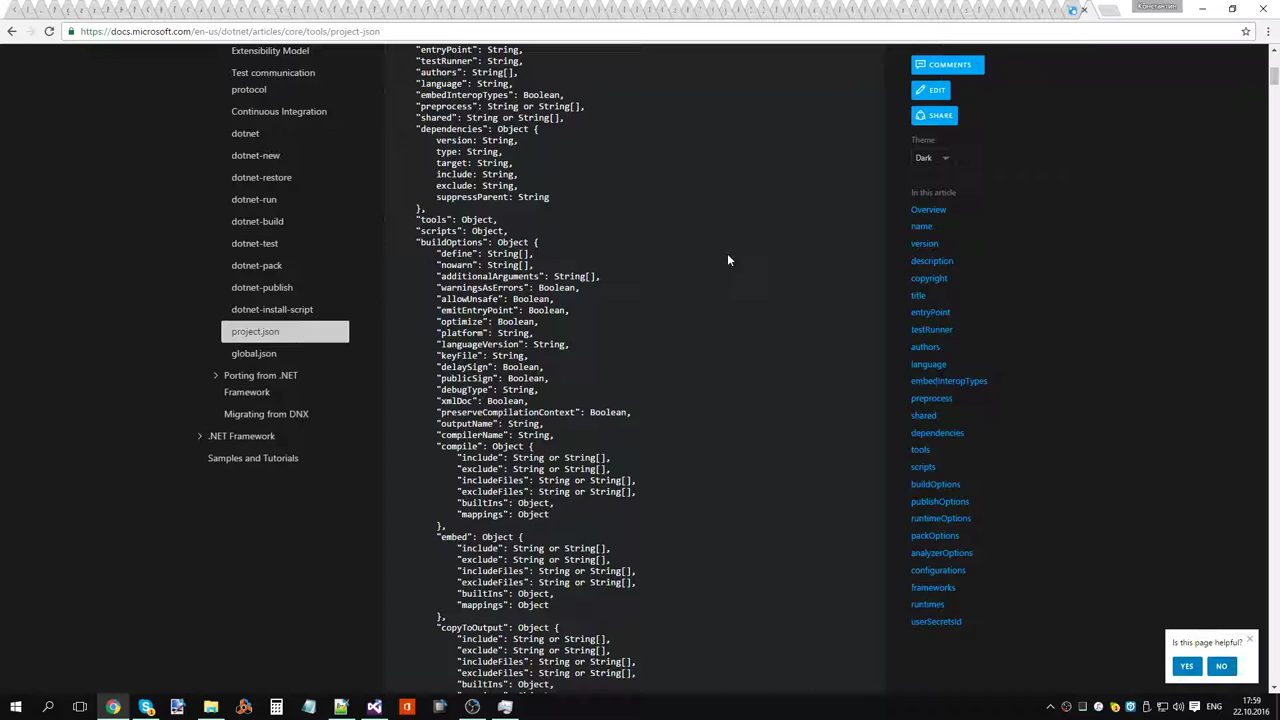 Константин
https://docs.microsoft.com/en-us/dotnet/articles/core/tools/project-json
Extensibility Model
Test communication
protocol
Continuous Integration
dotnet
dotnet-new
dotnet-restore
dotnet-run
dotnet-build
dotnet-test
dotnet-pack
dotnet-publish
dotnet-install-script
project.json
global.json
Porting from .NET
Framework
Migrating from DNX
.NET Framework
Samples and Tutorials
"entryPoint": String,
"testRunner": String,
"authors": String[],
"language": String,
"embedInteropTypes": Boolean,
"preprocess": String or String[],
"shared": String or String[],
"dependencies": Object {
version: String,
type: String,
target: String,
include: String,
exclude: String,
suppressParent: String
},
"tools": Object,
"scripts": Object,
"buildOptions": Object {
"define": String[],
"nowarn": String[],
"additionalArguments": String[],
"warningsAsErrors": Boolean,
"allowUnsafe": Boolean,
"emitEntryPoint": Boolean,
"optimize": Boolean,
"platform": String,
"languageVersion": String,
"keyFile": String,
"delaySign": Boolean,
"publicSign": Boolean,
"debugType": String,
"xmlDoc": Boolean,
"preserveCompilationContext": Boolean,
"outputName": String,
"compilerName": String,
"compile": Object {
"include": String or String[],
"exclude": String or String[],
"includeFiles": String or String[],
"excludeFiles": String or String[],
"builtIns": Object,
"mappings": Object
},
"embed": Object {
"include": String or String[],
"exclude": String or String[],
"includeFiles": String or String[],
"excludeFiles": String or String[],
"builtIns": Object,
"mappings": Object
},
"copyToOutput": Object {
"include": String or String[],
"exclude": String or String[],
"includeFiles": String or String[],
"excludeFiles": String or String[],
"builtIns": Object,
COMMENTS
EDIT
SHARE
Theme
Dark
In this article
Overview
name
version
description
copyright
title
entryPoint
testRunner
authors
language
embedInteropTypes
preprocess
shared
dependencies
tools
scripts
buildOptions
publishOptions
runtimeOptions
packOptions
analyzerOptions
configurations
frameworks
runtimes
userSecretsId
Is this page helpful?
YES
NO
ENG
17:59
22.10.2016